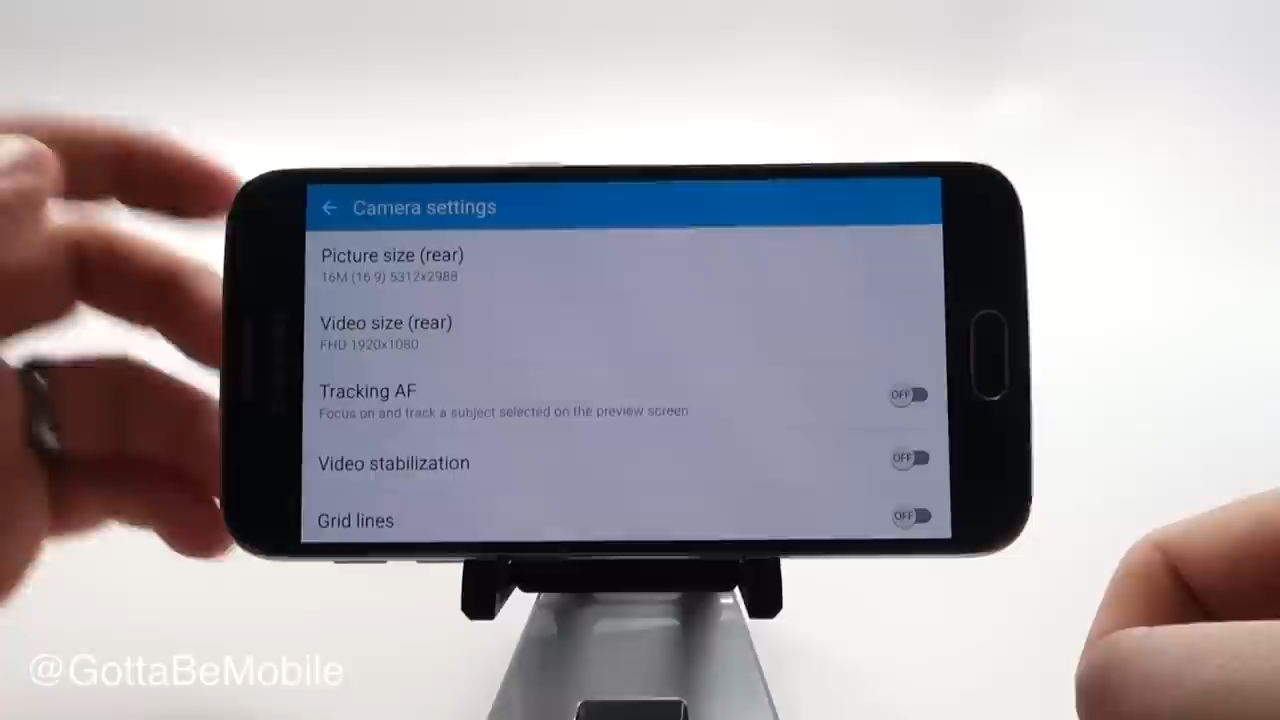 Camera settings
Picture size (rear)
16M (16:9) 5312x2988
Video size (rear)
FHD 1920x1080
Tracking AF
OFF
Focus on and track a subject selected on the preview screen
Video stabilization
OFF
Grid lines
OFF
@GottaBeMobile